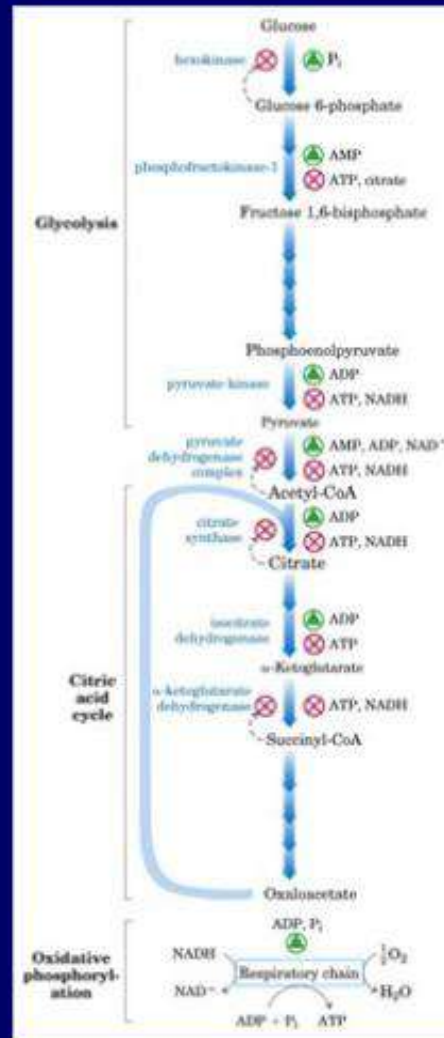 Glucose
hexokinase
Pi
Glucose 6-phosphate
phosphofructokinase-1
AMP
ATP, citrate
Fructose 1,6-bisphosphate
Glycolysis
Phosphoenolpyruvate
pyruvate kinase
ADP
ATP, NADH
Pyruvate
pyruvate
dehydrogenase
complex
AMP, ADP, NAD+
ATP, NADH
Acetyl-CoA
citrate
synthase
ADP
ATP, NADH
Citrate
isocitrate
dehydrogenase
ADP
ATP
α-Ketoglutarate
Citric
acid
cycle
α-ketoglutarate
dehydrogenase
ATP, NADH
Succinyl-CoA
Oxaloacetate
Oxidative
phosphoryl-
ation
ADP, Pi
NADH
Respiratory chain
½O2
NAD+
H2O
ADP + Pi
ATP